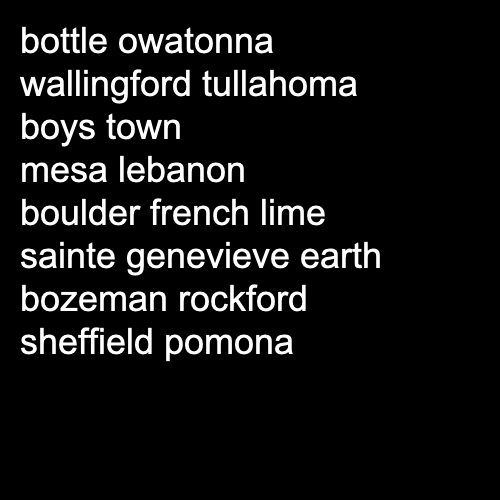 bottle owatonna
wallingford tullahoma
boys town
mesa lebanon
boulder french lime
sainte genevieve earth
bozeman rockford
sheffield pomona